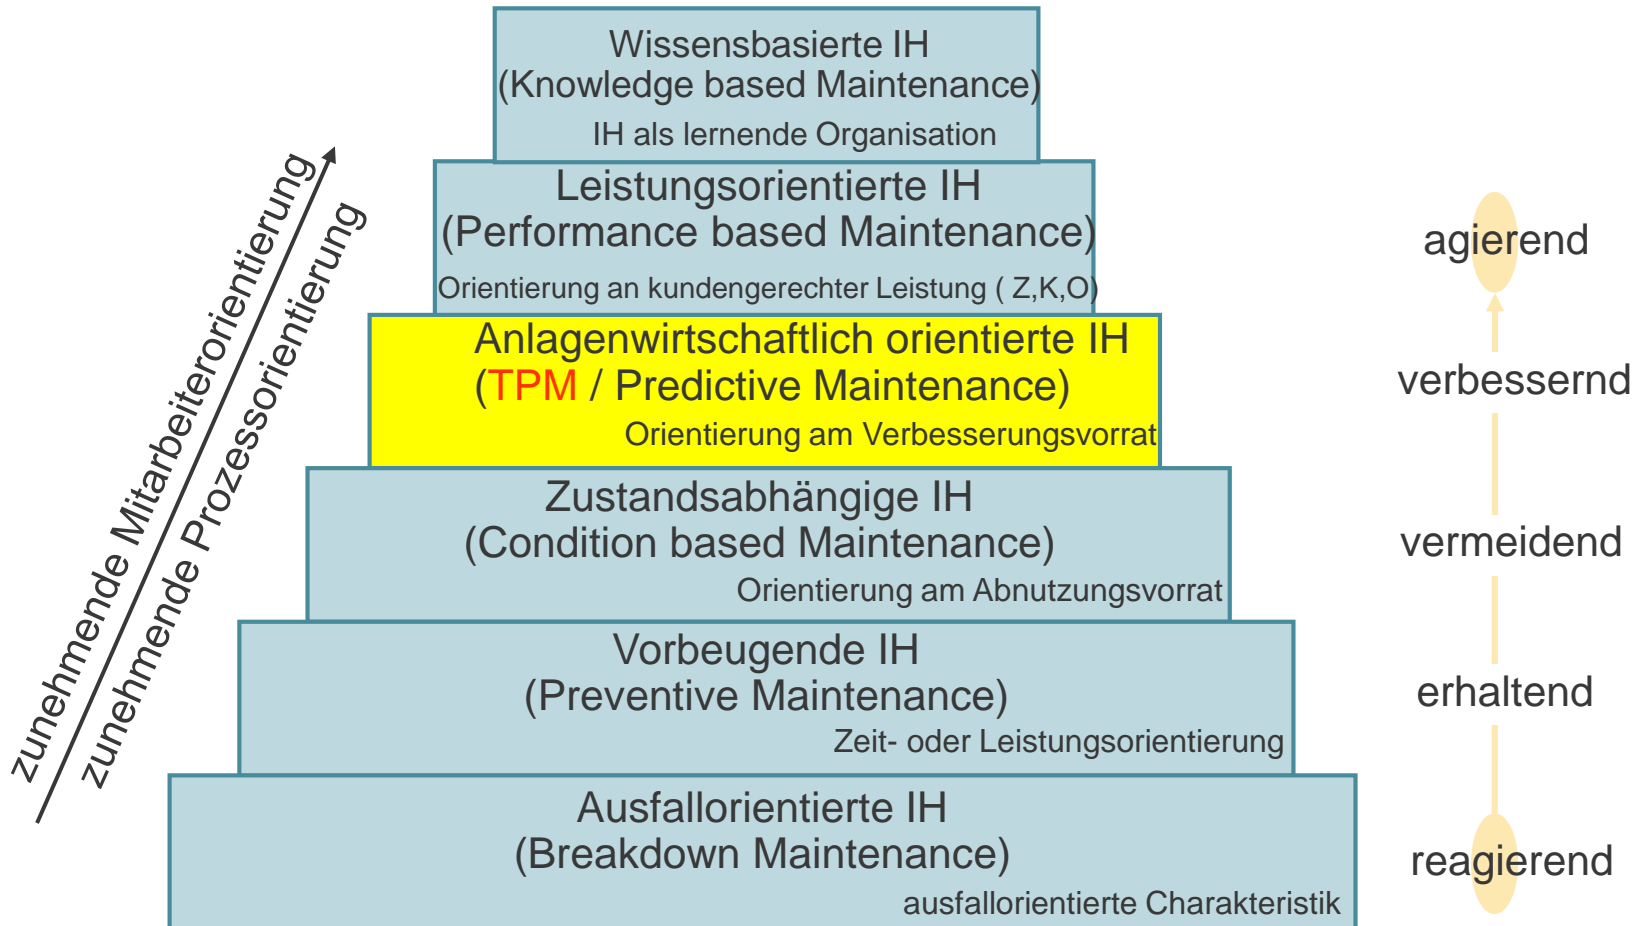 Wissensbasierte IH
(Knowledge based Maintenance)
IH als lernende Organisation
Leistungsorientierte IH
(Performance based Maintenance)
Orientierung an kundengerechter Leistung ( Z,K,O)
Anlagenwirtschaftlich orientierte IH
(TPM / Predictive Maintenance)
Orientierung am Verbesserungsvorrat
Zustandsabhängige IH
(Condition based Maintenance)
Orientierung am Abnutzungsvorrat
Vorbeugende IH
(Preventive Maintenance)
Zeit- oder Leistungsorientierung
Ausfallorientierte IH
(Breakdown Maintenance)
ausfallorientierte Charakteristik
zunehmende Mitarbeiterorientierung
zunehmende Prozessorientierung
agierend
verbessernd
vermeidend
erhaltend
reagierend